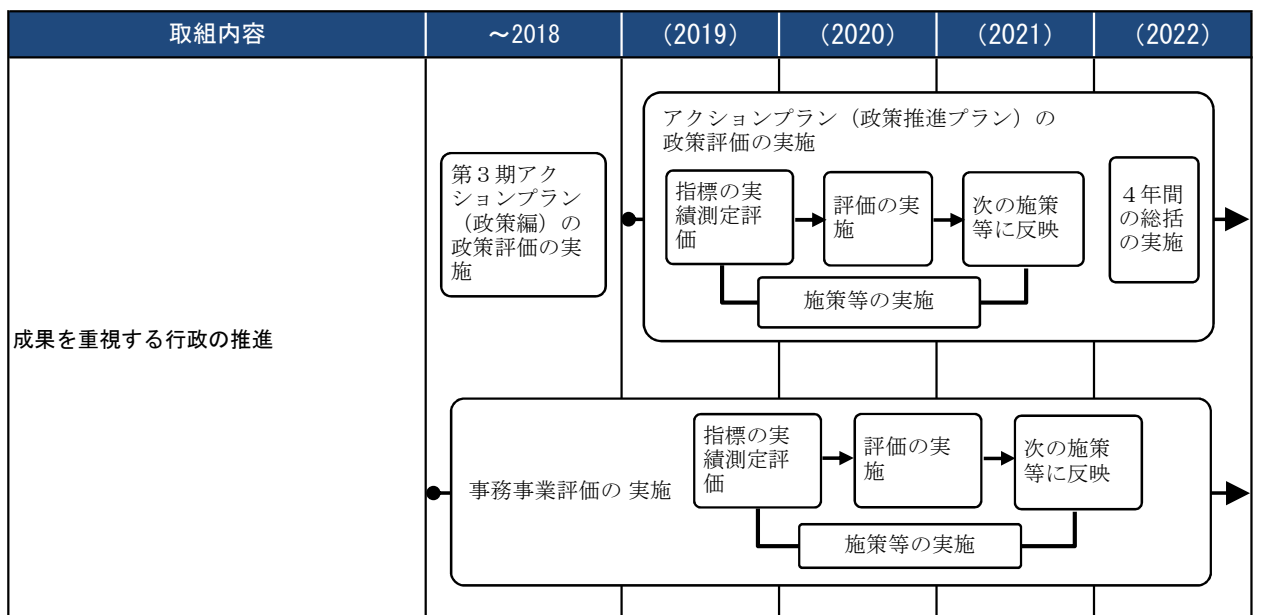 取組内容
～2018
（2019）
（2020）
（2021）
（2022）
成果を重視する行政の推進
第３期アク
ションプラン
（政策編）の
政策評価の実
施
アクションプラン（政策推進プラン）の
政策評価の実施
指標の実
績測定評
価
評価の実
施
次の施策
等に反映
４年間
の総括
の実施
施策等の実施
事務事業評価の 実施
指標の実
績測定評
価
評価の実
施
次の施策
等に反映
施策等の実施